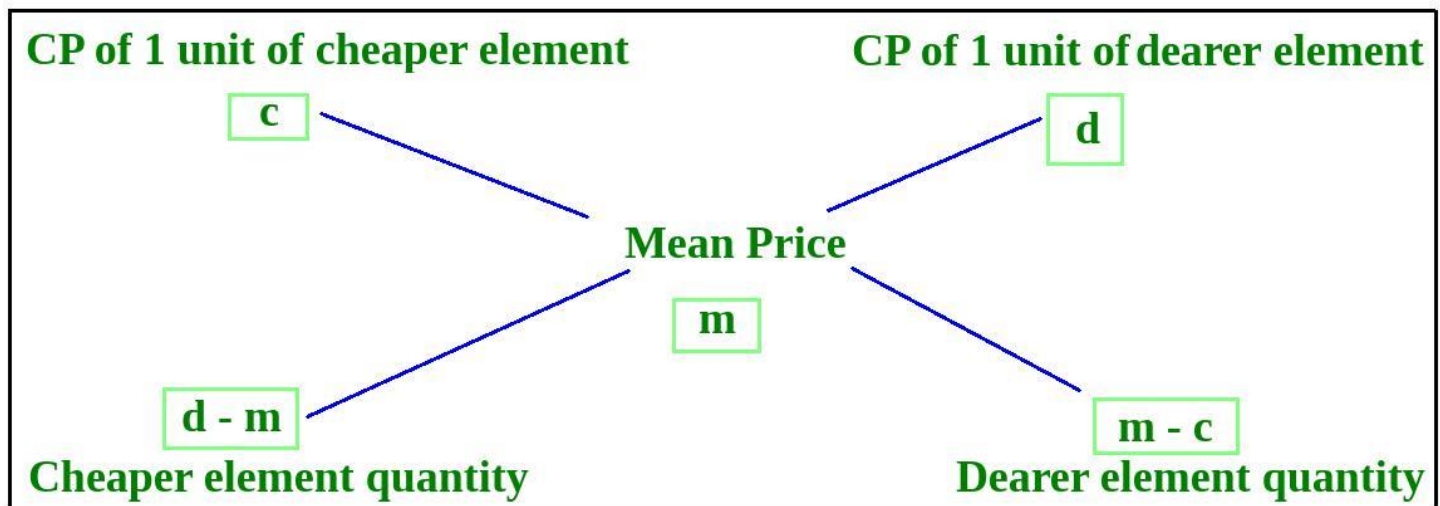 CP of 1 unit of cheaper element
CP of 1 unit of dearer element
c
d
Mean Price
m
d - m
m - c
Cheaper element quantity
Dearer element quantity